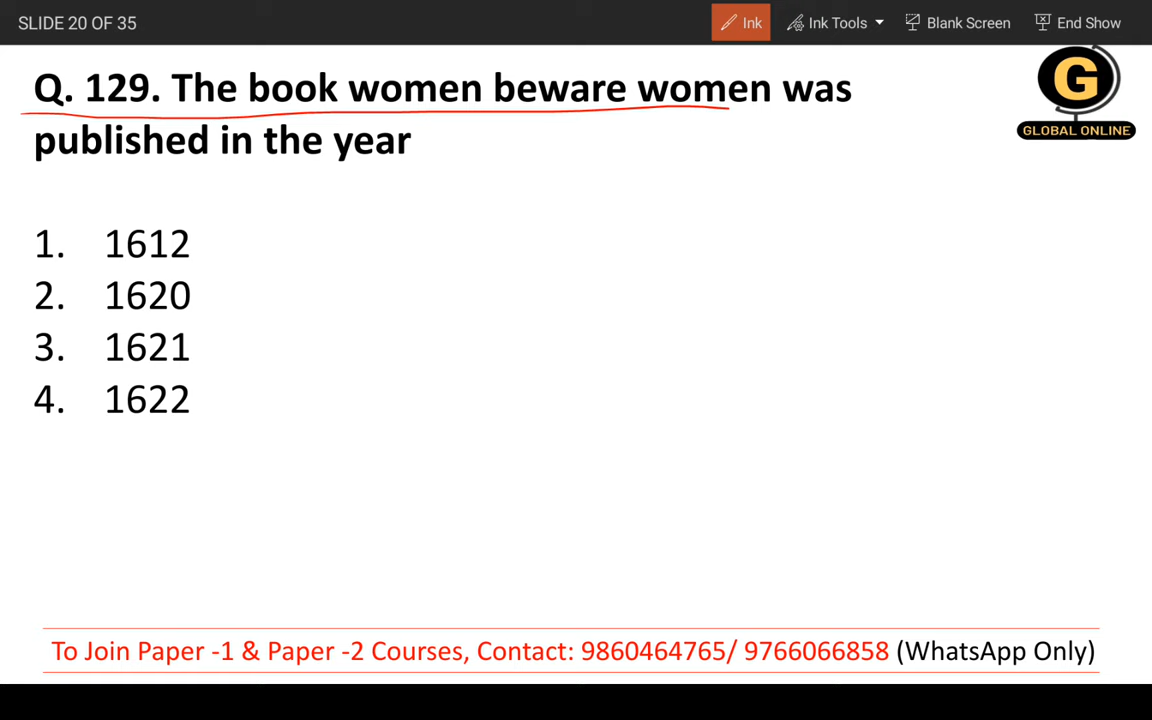 SLIDE 20 OF 35
Ink
Ink Tools
Blank Screen
End Show
Q. 129. The book women beware women was
published in the year
G
GLOBAL ONLINE
1. 1612
2. 1620
3. 1621
4. 1622
To Join Paper -1 & Paper -2 Courses, Contact: 9860464765/ 9766066858 (WhatsApp Only)